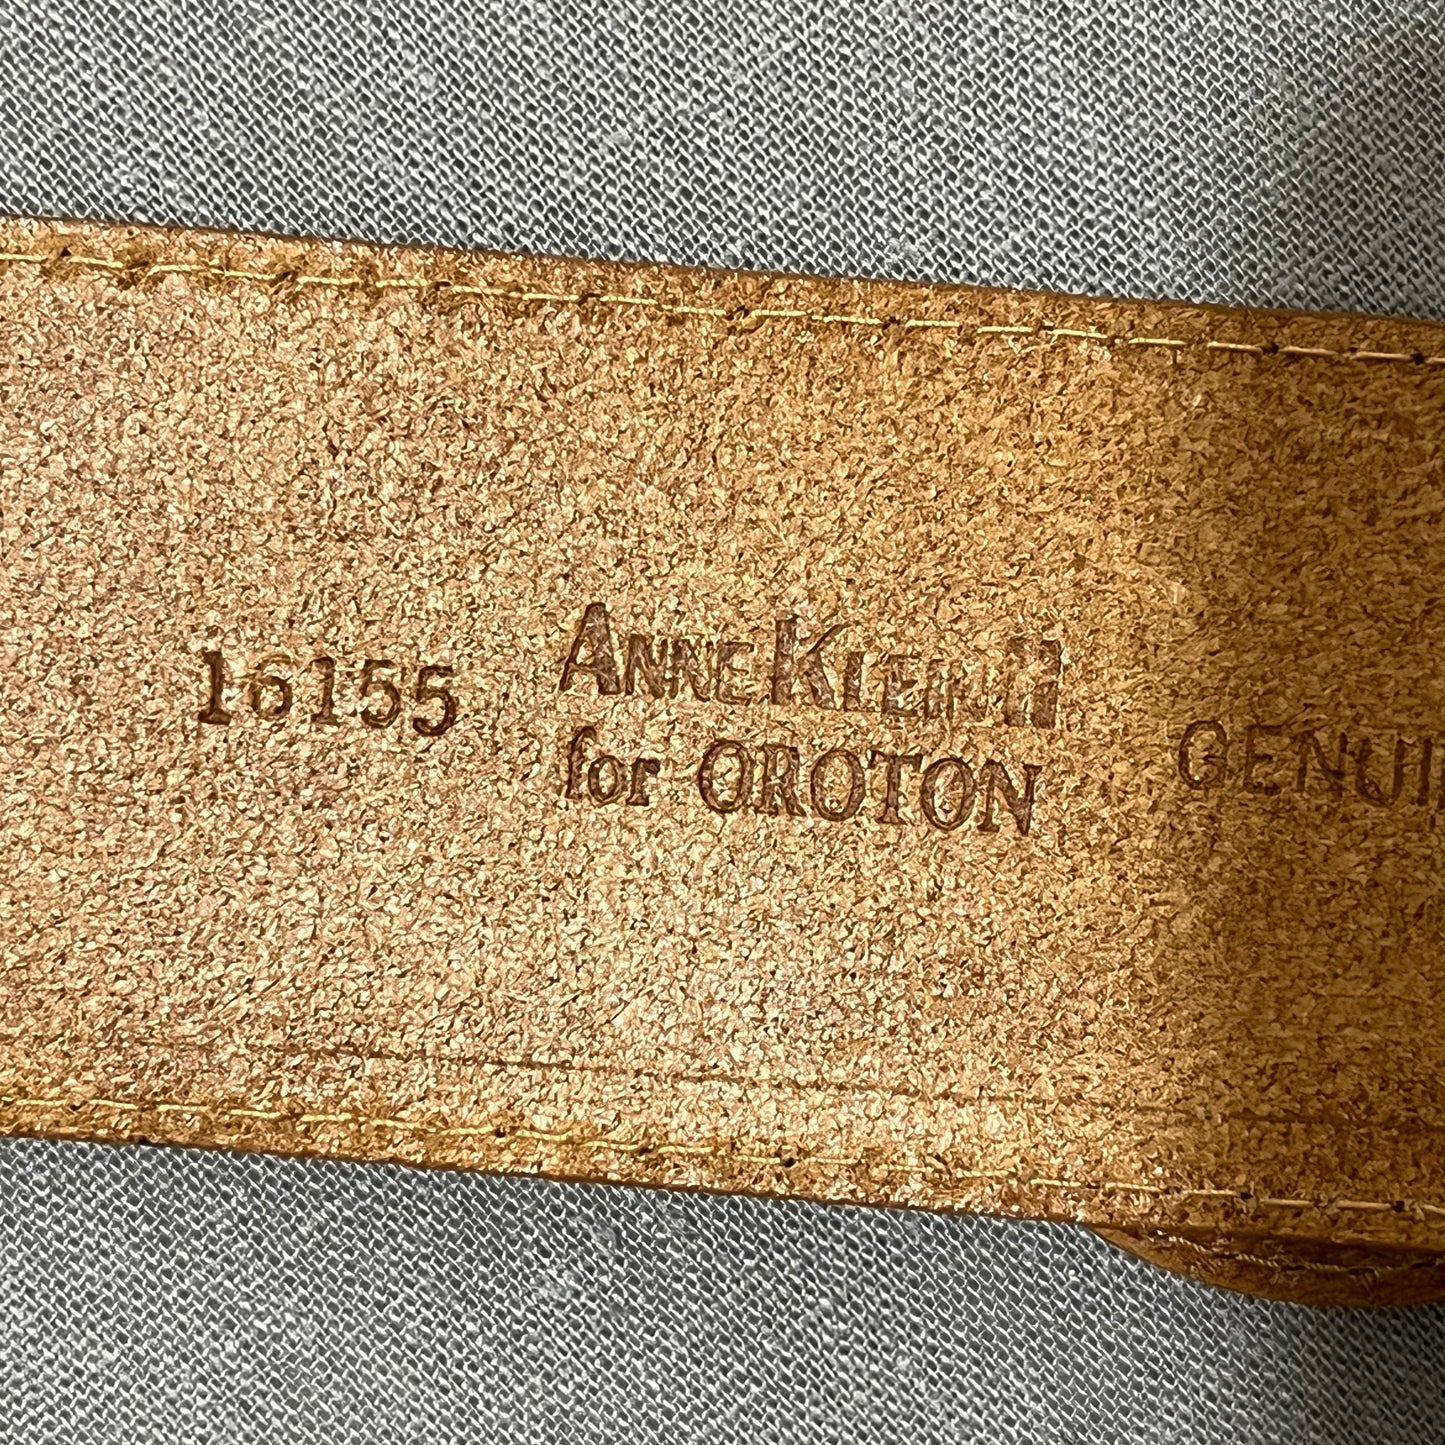 16155
ANNE KLEIN II
for OROTON
GENUI